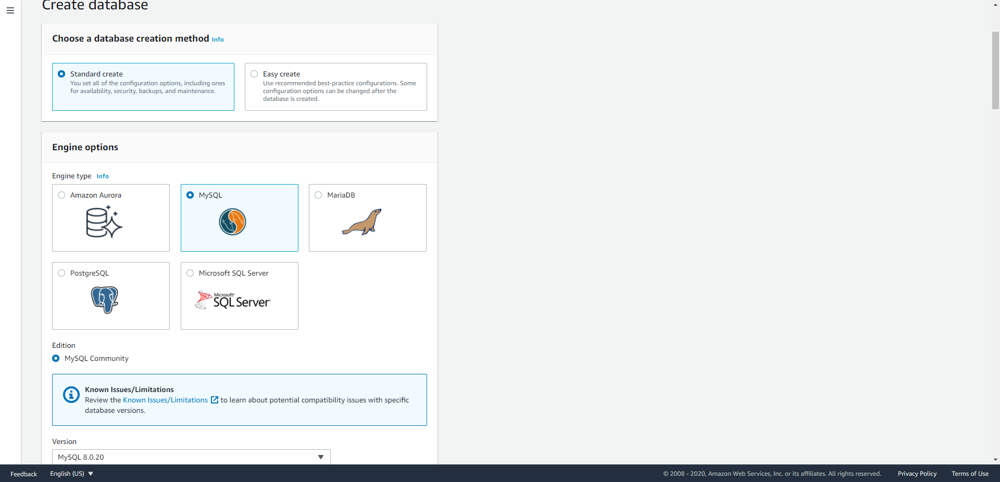 Create database
Choose a database creation method Info
Standard create
You set all of the configuration options, including ones
for availability, security, backups, and maintenance.
Easy create
Use recommended best-practice configurations. Some
configuration options can be changed after the
database is created.
Engine options
Engine type Info
Amazon Aurora
MySQL
MariaDB
PostgreSQL
Microsoft SQL Server
Microsoft®
SQL Server
Edition
MySQL Community
Known Issues/Limitations
Review the Known Issues/Limitations to learn about potential compatibility issues with specific
database versions.
Version
MySQL 8.0.20
Feedback
English (US)
© 2008 - 2020, Amazon Web Services, Inc. or its affiliates. All rights reserved.
Privacy Policy
Terms of Use